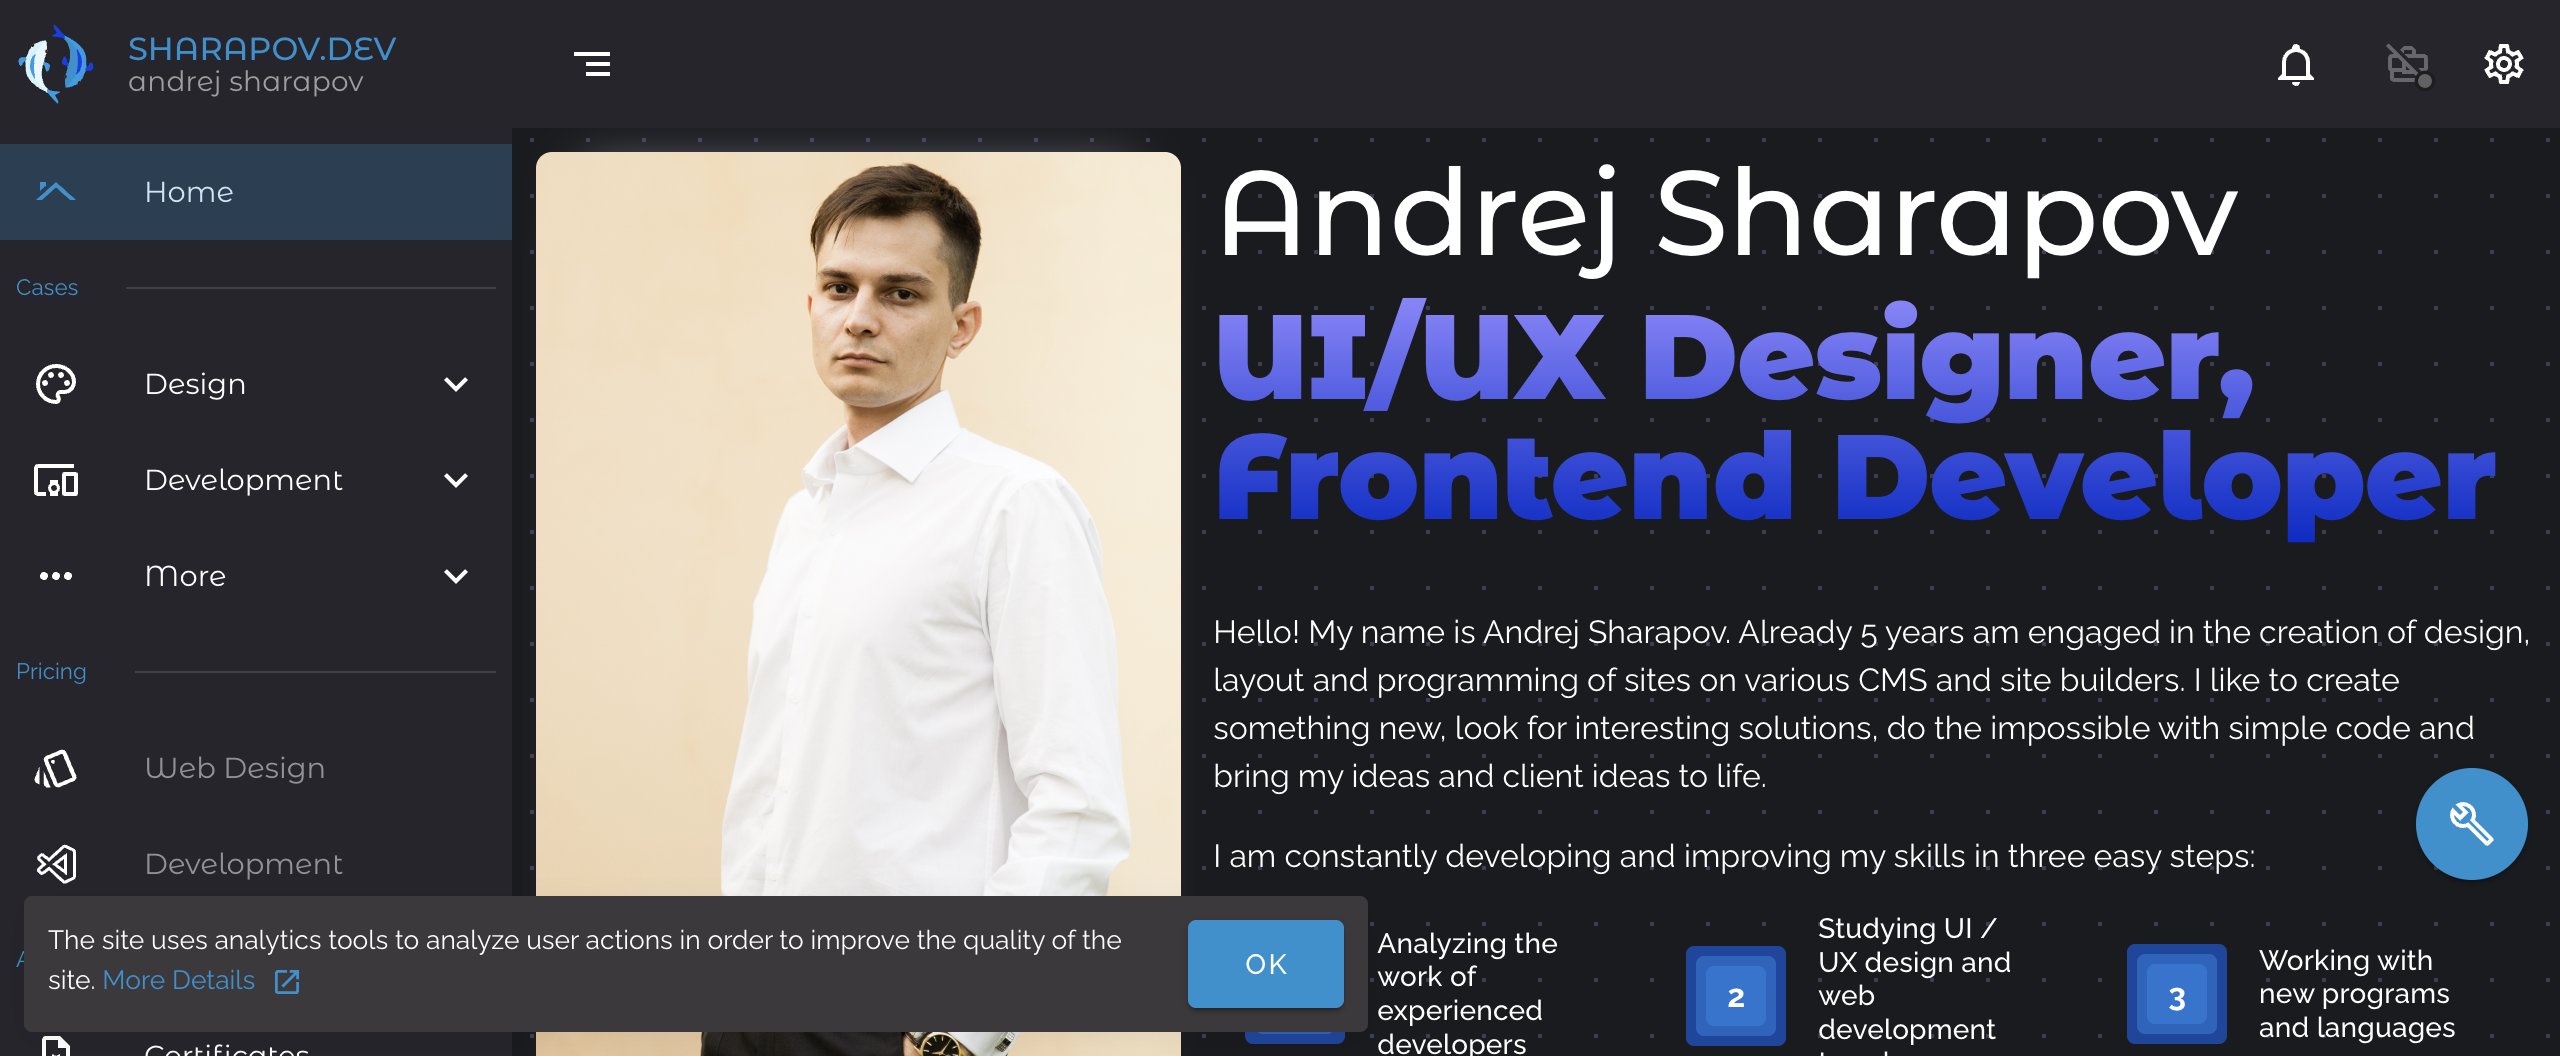 SHARAPOV.DEV
andrej sharapov
Home
Cases
Design
Development
More
Pricing
Web Design
Development
Certificates
Andrej Sharapov
UI/UX Designer,
Frontend Developer
Hello! My name is Andrej Sharapov. Already 5 years am engaged in the creation of design,
layout and programming of sites on various CMS and site builders. I like to create
something new, look for interesting solutions, do the impossible with simple code and
bring my ideas and client ideas to life.
I am constantly developing and improving my skills in three easy steps:
Analyzing the
work of
experienced
developers
2
Studying UI /
UX design and
web
development
3
Working with
new programs
and languages
The site uses analytics tools to analyze user actions in order to improve the quality of the
site. More Details
OK